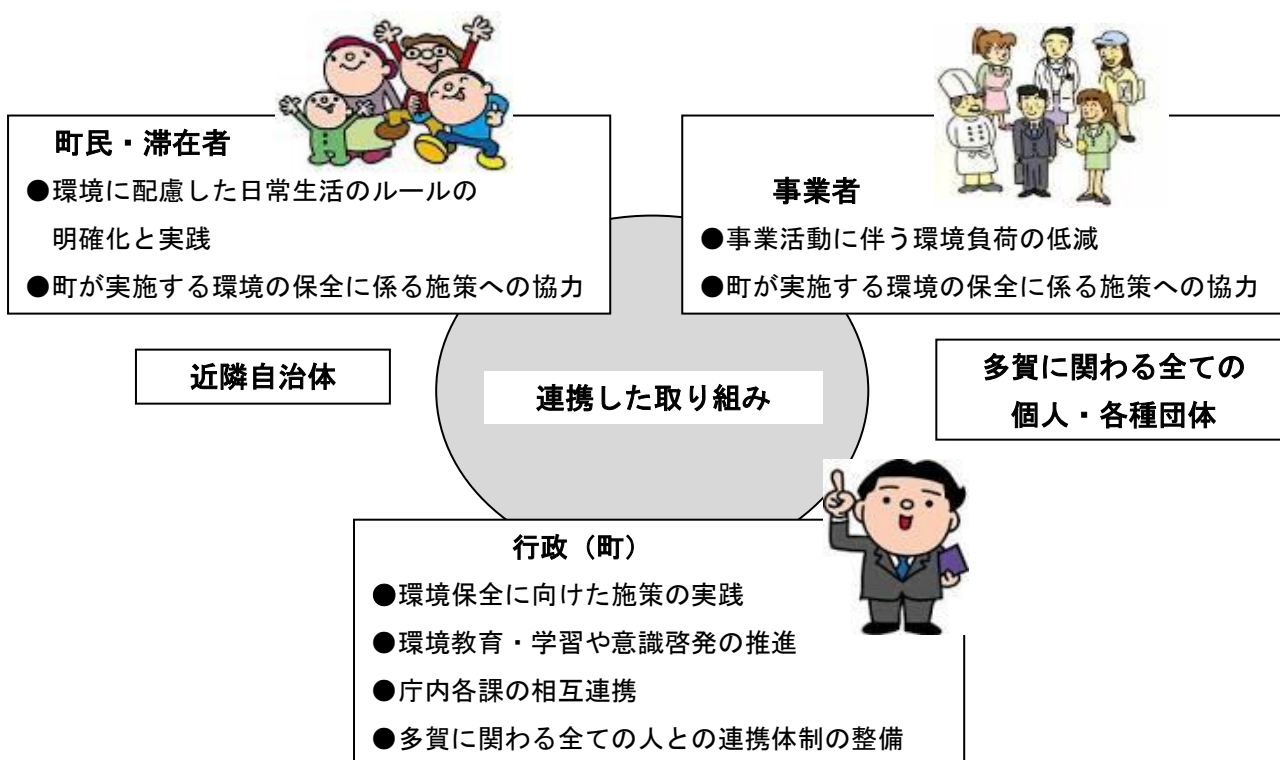 町民・滞在者
●環境に配慮した日常生活のルールの
明確化と実践
●町が実施する環境の保全に係る施策への協力
事業者
●事業活動に伴う環境負荷の低減
●町が実施する環境の保全に係る施策への協力
近隣自治体
連携した取り組み
多賀に関わる全ての
個人・各種団体
行政（町）
●環境保全に向けた施策の実践
●環境教育・学習や意識啓発の推進
●庁内各課の相互連携
●多賀に関わる全ての人との連携体制の整備